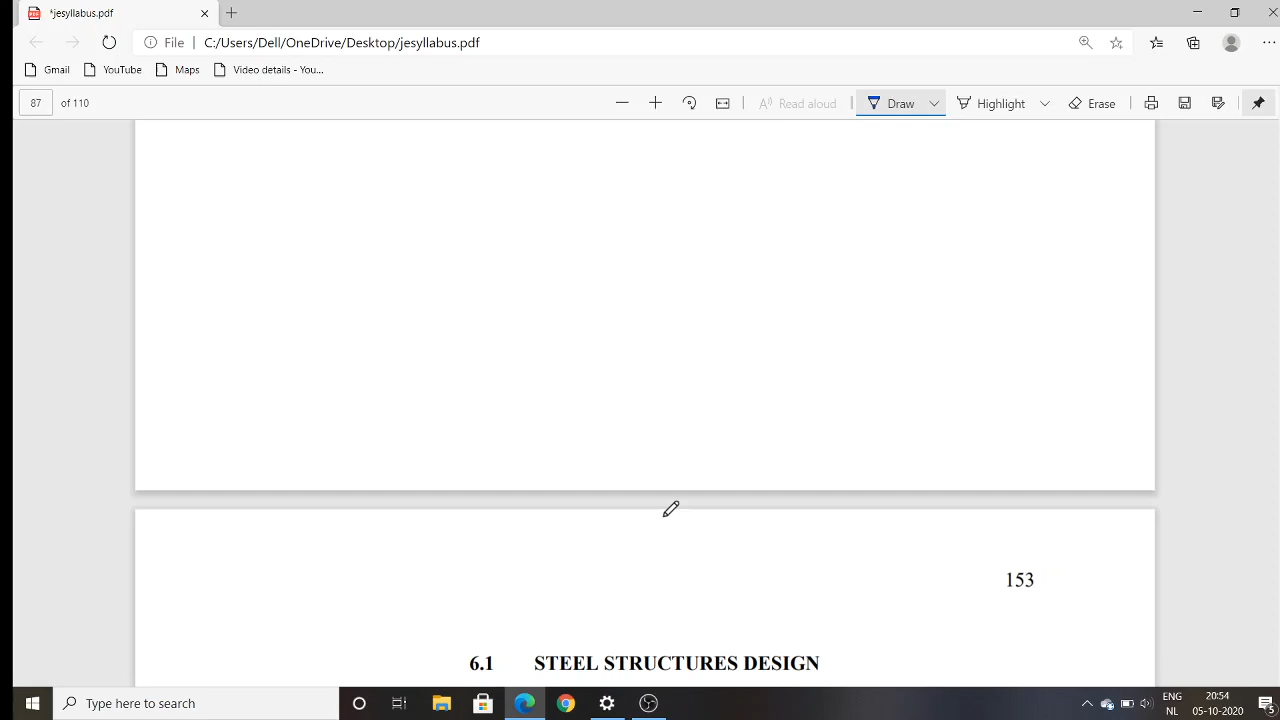 *jesyllabus.pdf
File | C:/Users/Dell/OneDrive/Desktop/jesyllabus.pdf
Gmail YouTube Maps Video details - You...
87 of 110 Read aloud Draw Highlight Erase
153
6.1 STEEL STRUCTURES DESIGN
Type here to search
ENG 20:54
NL 05-10-2020 5